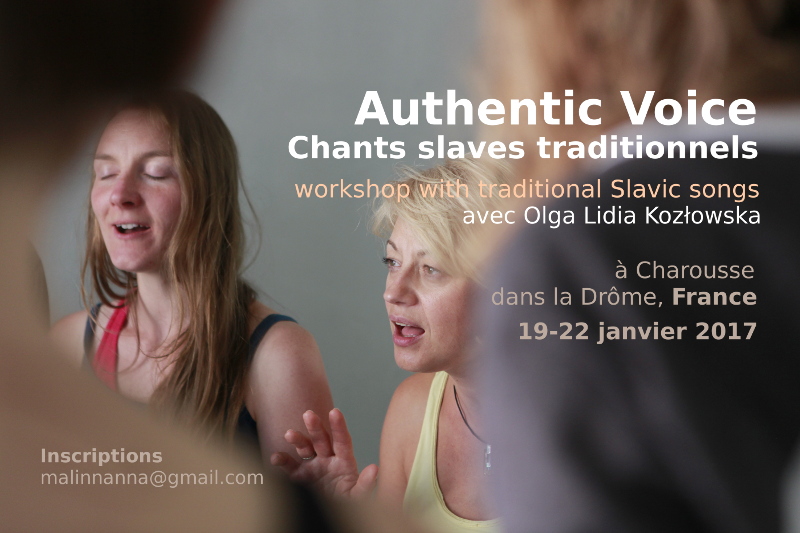 Authentic Voice
Chants slaves traditionnels
workshop with traditional Slavic songs
avec Olga Lidia Kozłowska
à Charousse
dans la Drôme, France
19-22 janvier 2017
Inscriptions
malinnanna@gmail.com